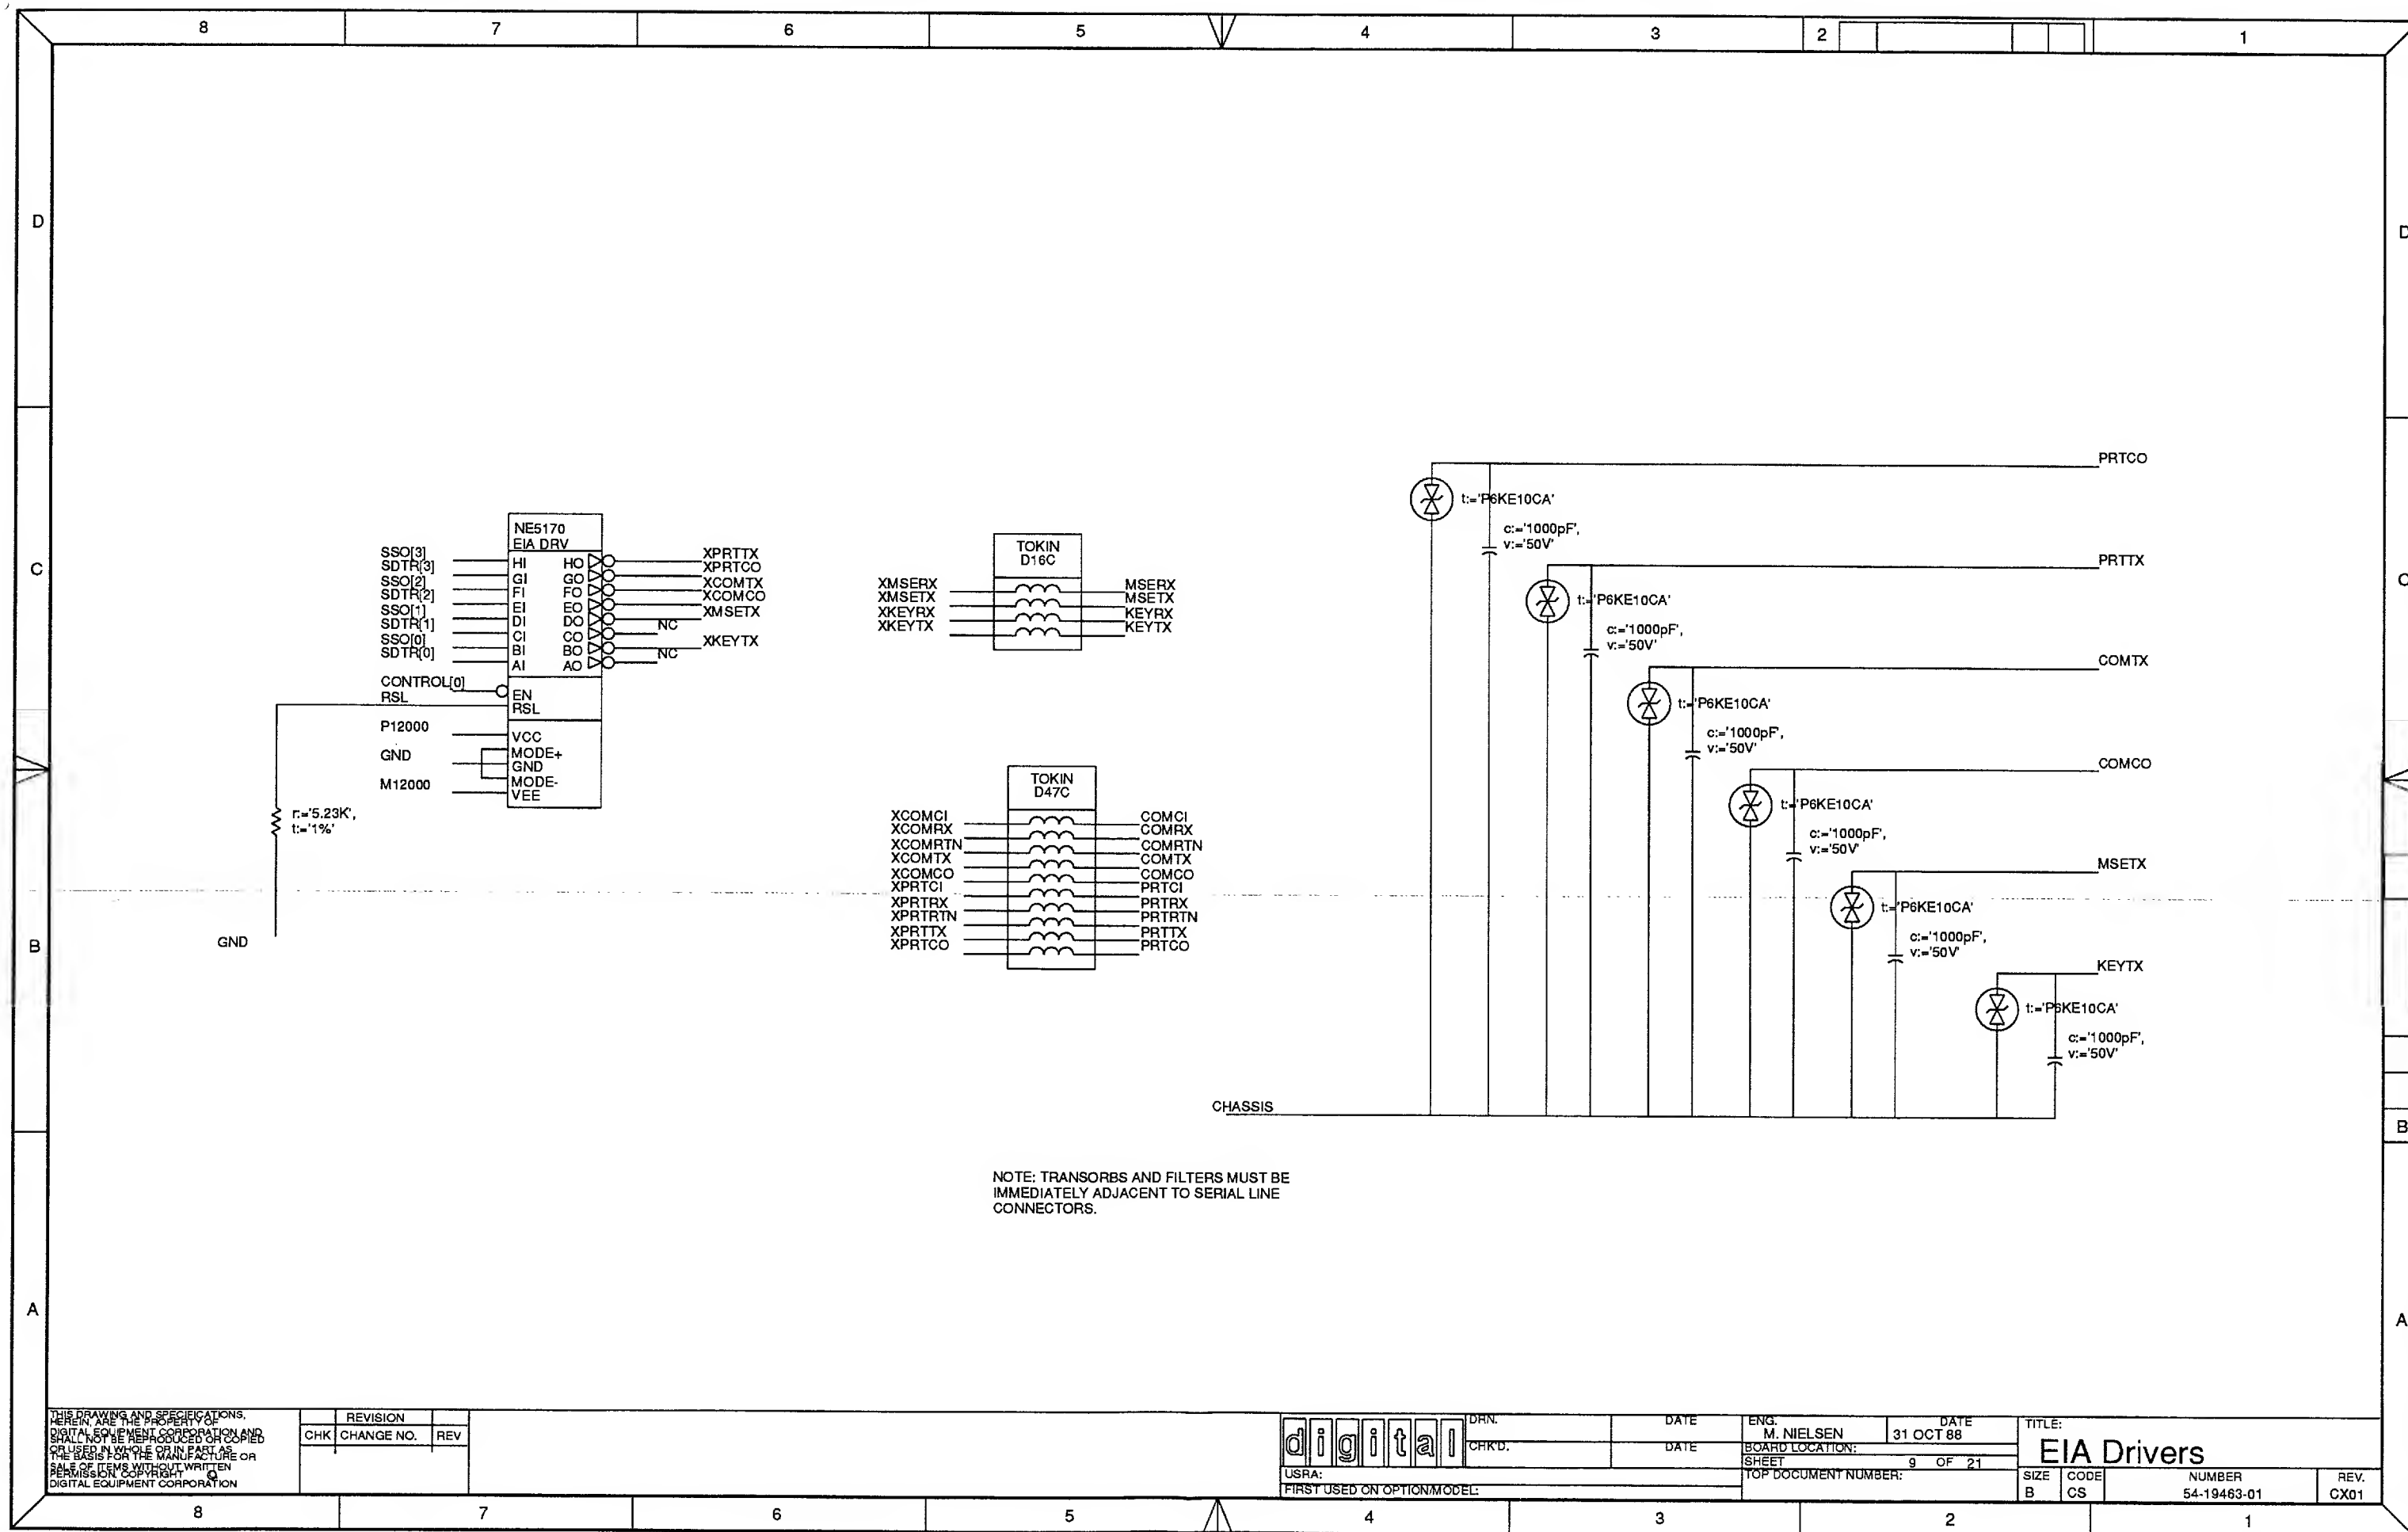 8 7 6 5 4 3 2 1
D D
C C
B B
A A
NE5170
EIA DRV
SSO[3] HI HO XPRTTX
SDTR[3] GI GO XPRTCO
SSO[2] FI FO XCOMTX
SDTR[2] EI EO XCOMCO
SSO[1] DI DO XMSETX
SDTR[1] CI CO NC
SSO[0] BI BO XKEYTX
SDTR[0] AI AO NC
CONTROL[0] EN
RSL RSL
P12000 VCC
MODE+
GND GND
MODE-
M12000 VEE
r:='5.23K',
t:='1%'
GND
TOKIN
D16C
XMSERX MSERX
XMSETX MSETX
XKEYRX KEYRX
XKEYTX KEYTX
TOKIN
D47C
XCOMCI COMCI
XCOMRX COMRX
XCOMRTN COMRTN
XCOMTX COMTX
XCOMCO COMCO
XPRTCI PRTCI
XPRTRX PRTRX
XPRTRTN PRTRTN
XPRTTX PRTTX
XPRTCO PRTCO
PRTCO
t:='P6KE10CA'
c:='1000pF',
v:='50V'
PRTTX
t:='P6KE10CA'
c:='1000pF',
v:='50V'
COMTX
t:='P6KE10CA'
c:='1000pF',
v:='50V'
COMCO
t:='P6KE10CA'
c:='1000pF',
v:='50V'
MSETX
t:='P6KE10CA'
c:='1000pF',
v:='50V'
KEYTX
t:='P6KE10CA'
c:='1000pF',
v:='50V'
CHASSIS
B
NOTE: TRANSORBS AND FILTERS MUST BE
IMMEDIATELY ADJACENT TO SERIAL LINE
CONNECTORS.
THIS DRAWING AND SPECIFICATIONS,
HEREIN, ARE THE PROPERTY OF
DIGITAL EQUIPMENT CORPORATION AND
SHALL NOT BE REPRODUCED OR COPIED
OR USED IN WHOLE OR IN PART AS
THE BASIS FOR THE MANUFACTURE OR
SALE OF ITEMS WITHOUT WRITTEN
PERMISSION. COPYRIGHT ©
DIGITAL EQUIPMENT CORPORATION
REVISION
CHK CHANGE NO. REV
digital
DRN. DATE
CHK'D. DATE
USRA:
FIRST USED ON OPTION/MODEL:
ENG. DATE
M. NIELSEN 31 OCT 88
BOARD LOCATION:
SHEET 9 OF 21
TOP DOCUMENT NUMBER:
TITLE:
EIA Drivers
SIZE CODE NUMBER REV.
B CS 54-19463-01 CX01
8 7 6 5 4 3 2 1